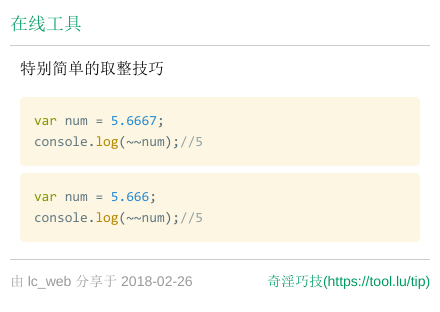 在线工具
特别简单的取整技巧
var num = 5.6667;
console.log(~~num);//5
var num = 5.666;
console.log(~~num);//5
由 lc_web 分享于 2018-02-26
奇淫巧技(https://tool.lu/tip)